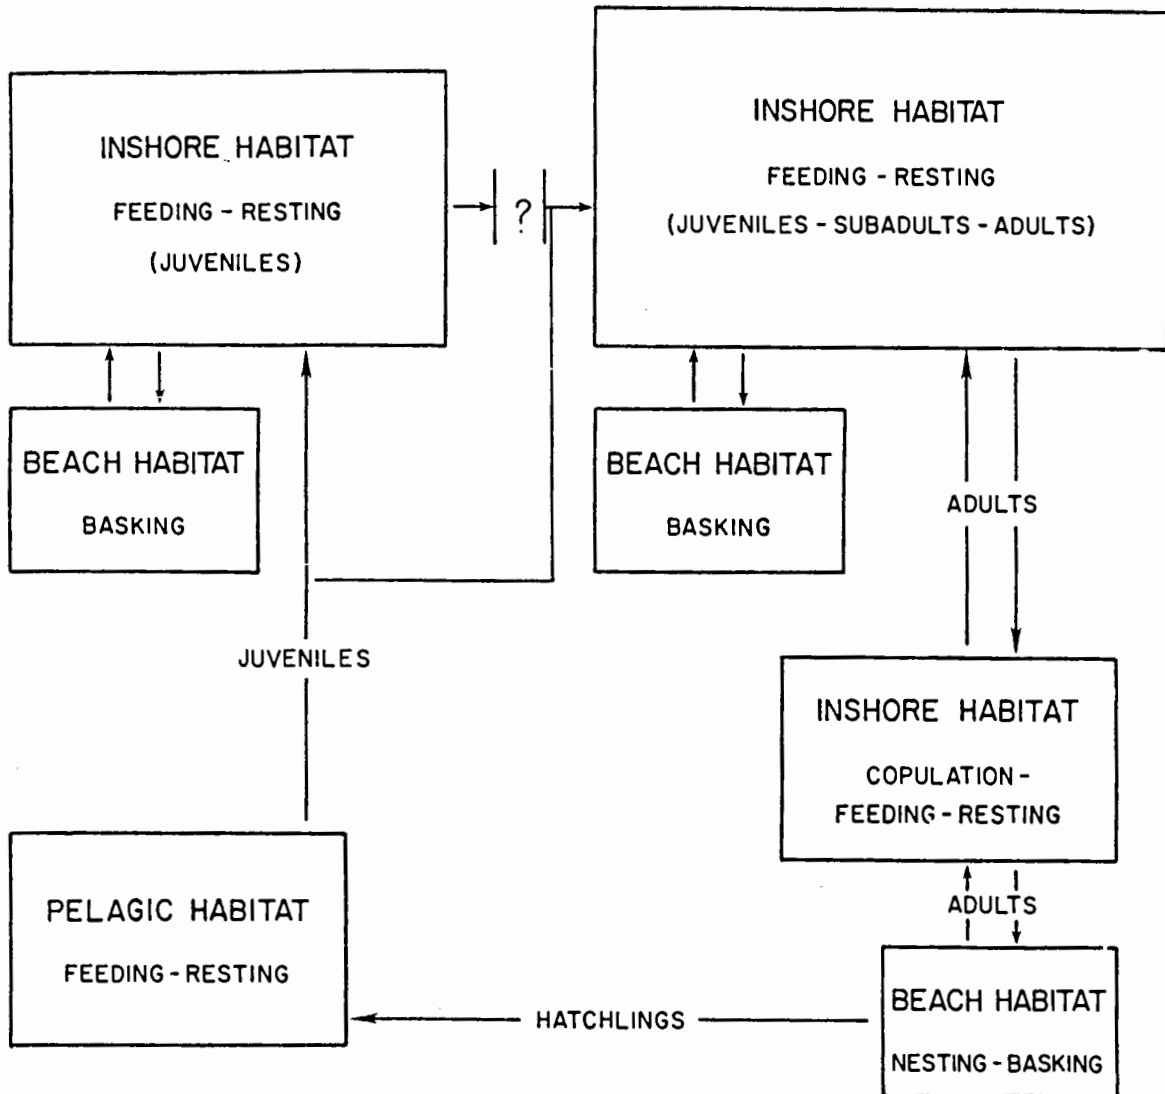 INSHORE HABITAT
FEEDING - RESTING
(JUVENILES)
?
INSHORE HABITAT
FEEDING - RESTING
(JUVENILES - SUBADULTS - ADULTS)
BEACH HABITAT
BASKING
BEACH HABITAT
BASKING
ADULTS
JUVENILES
INSHORE HABITAT
COPULATION -
FEEDING - RESTING
ADULTS
PELAGIC HABITAT
FEEDING - RESTING
HATCHLINGS
BEACH HABITAT
NESTING - BASKING